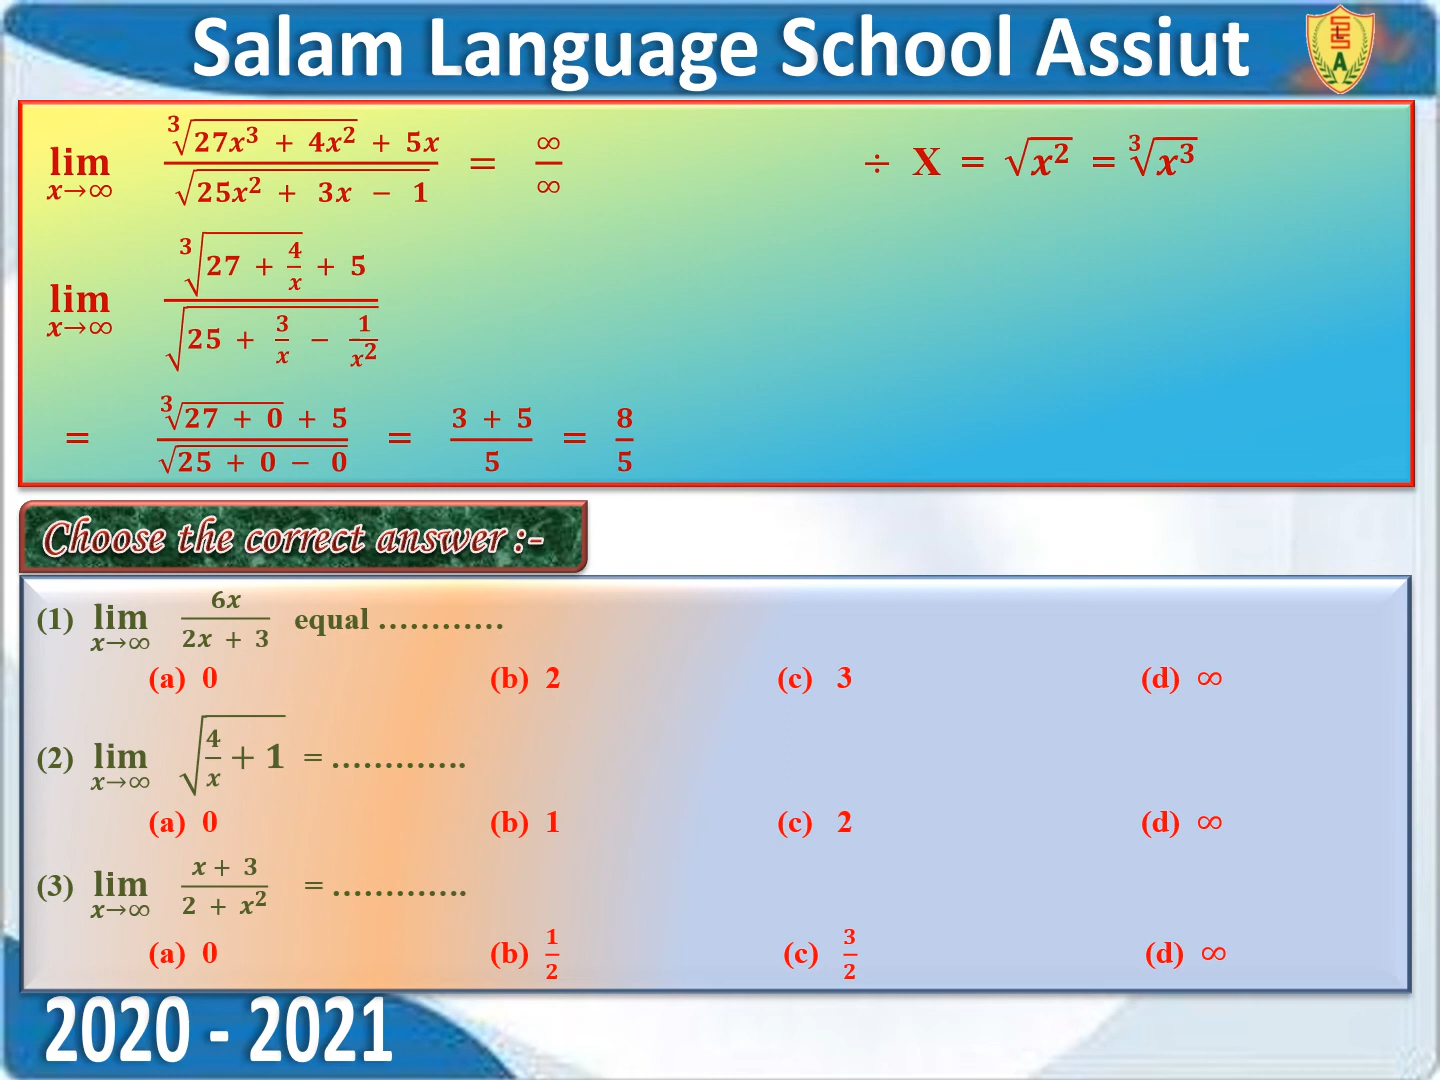 Salam Language School Assiut
S L S A
lim x→∞ (∛(27x³ + 4x²) + 5x) / √(25x² + 3x − 1) = ∞/∞ ÷ X = √x² = ∛x³
lim x→∞ (∛(27 + 4/x) + 5) / √(25 + 3/x − 1/x²)
= (∛(27 + 0) + 5) / √(25 + 0 − 0) = (3 + 5)/5 = 8/5
Choose the correct answer :-
(1) lim x→∞ 6x/(2x + 3) equal …………
(a) 0 (b) 2 (c) 3 (d) ∞
(2) lim x→∞ √(4/x + 1) = ………….
(a) 0 (b) 1 (c) 2 (d) ∞
(3) lim x→∞ (x + 3)/(2 + x²) = ………….
(a) 0 (b) 1/2 (c) 3/2 (d) ∞
2020 - 2021